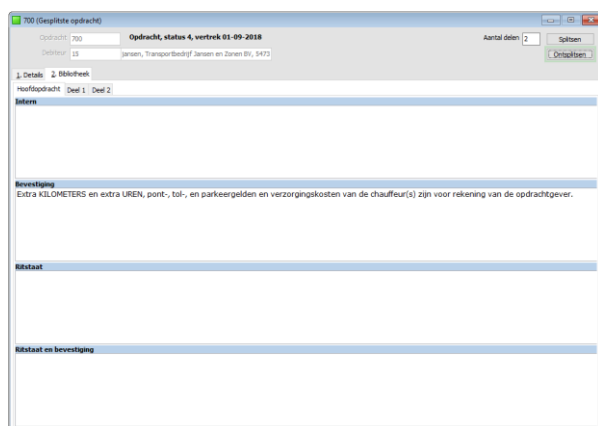 700 (Gesplitste opdracht)
Opdracht 700 Opdracht, status 4, vertrek 01-09-2018 Aantal delen 2 Splitsen
Debiteur 15 Jansen, Transportbedrijf Jansen en Zonen BV, 5473 Ontsplitsen
1. Details 2. Bibliotheek
Hoofdopdracht Deel 1 Deel 2
Intern
Bevestiging
Extra KILOMETERS en extra UREN, pont-, tol-, en parkeergelden en verzorgingskosten van de chauffeur(s) zijn voor rekening van de opdrachtgever.
Ritstaat
Ritstaat en bevestiging